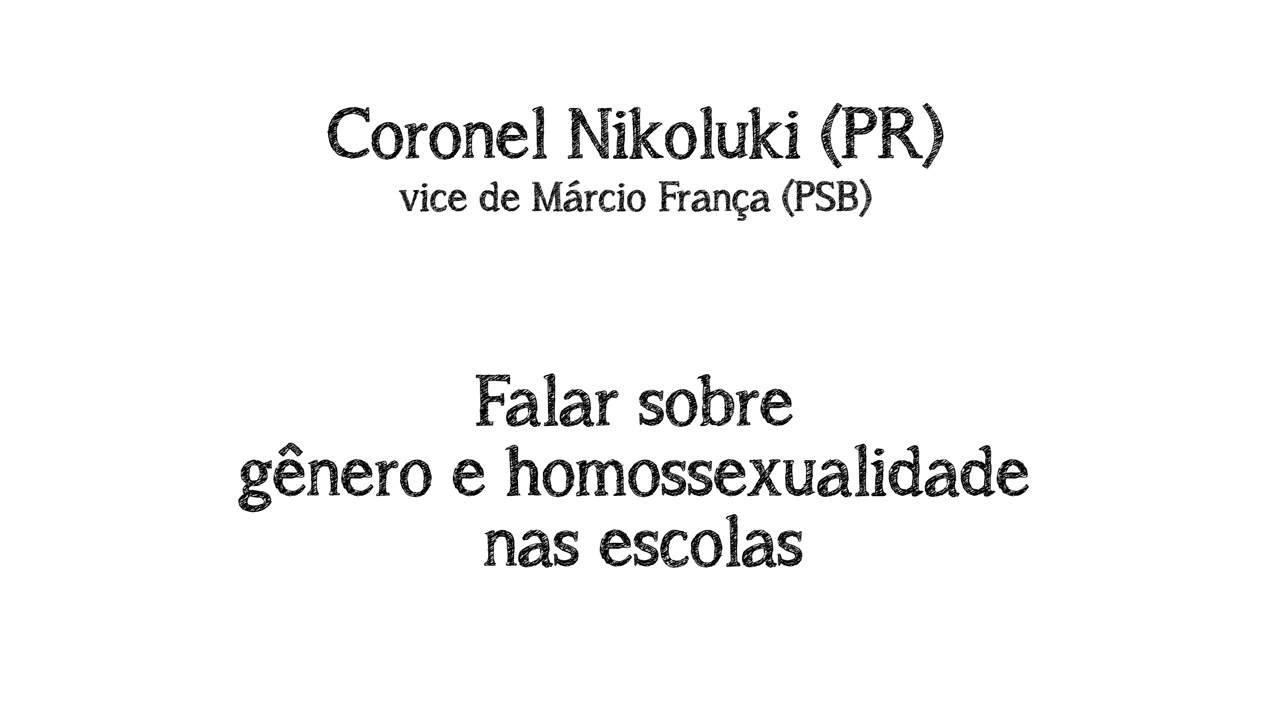 Coronel Nikoluki (PR)
vice de Márcio França (PSB)
Falar sobre
gênero e homossexualidade
nas escolas